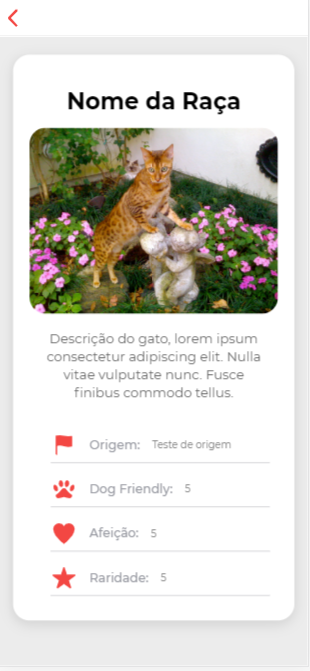 Nome da Raça
Descrição do gato, lorem ipsum
consectetur adipiscing elit. Nulla
vitae vulputate nunc. Fusce
finibus commodo tellus.
Origem: Teste de origem
Dog Friendly: 5
Afeição: 5
Raridade: 5